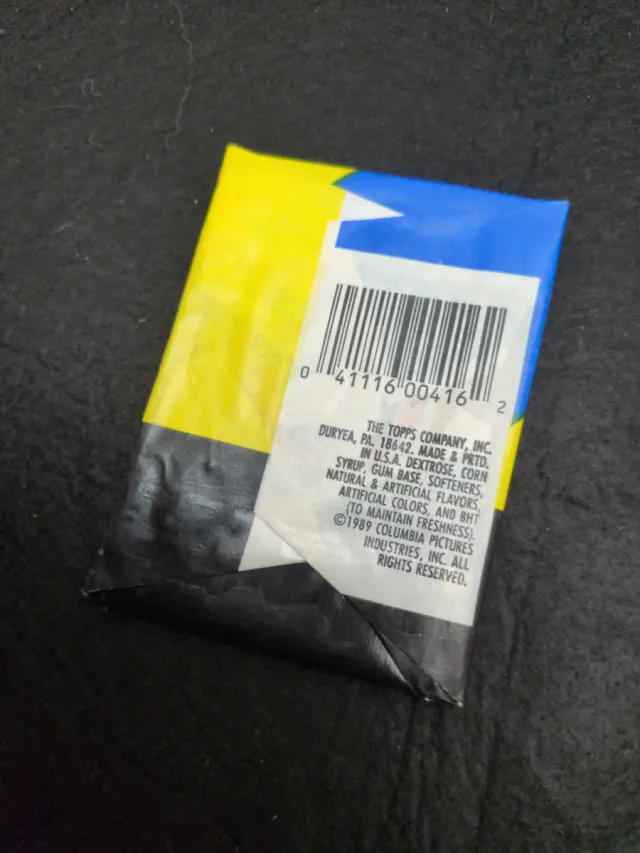 0 41116 00416 2
THE TOPPS COMPANY, INC.
DURYEA, PA. 18642. MADE & PRTD.
IN U.S.A. DEXTROSE, CORN
SYRUP, GUM BASE, SOFTENERS,
NATURAL & ARTIFICIAL FLAVORS,
ARTIFICIAL COLORS, AND BHT
(TO MAINTAIN FRESHNESS).
©1989 COLUMBIA PICTURES
INDUSTRIES, INC. ALL
RIGHTS RESERVED.